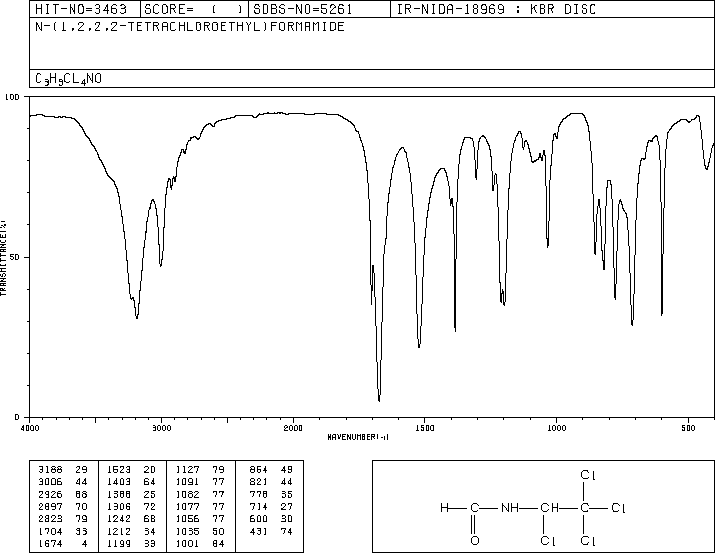 HIT-NO=3463 SCORE= ( ) SDBS-NO=5261 IR-NIDA-18969 : KBR DISC
N-(1,2,2,2-TETRACHLOROETHYL)FORMAMIDE
C3H3CL4NO
100
TRANSMITTANCE(%)
50
0
4000 3000 2000 1500 1000 500
WAVENUMBER(-1)
3188 29 1523 20 1127 79 854 49
3006 44 1403 64 1091 77 821 44
2926 68 1388 25 1082 77 778 35
2897 70 1306 72 1077 77 714 27
2823 79 1242 68 1056 77 600 30
1704 33 1212 34 1035 50 431 74
1674 4 1199 33 1001 84
Cl
H C NH CH C Cl
O Cl Cl